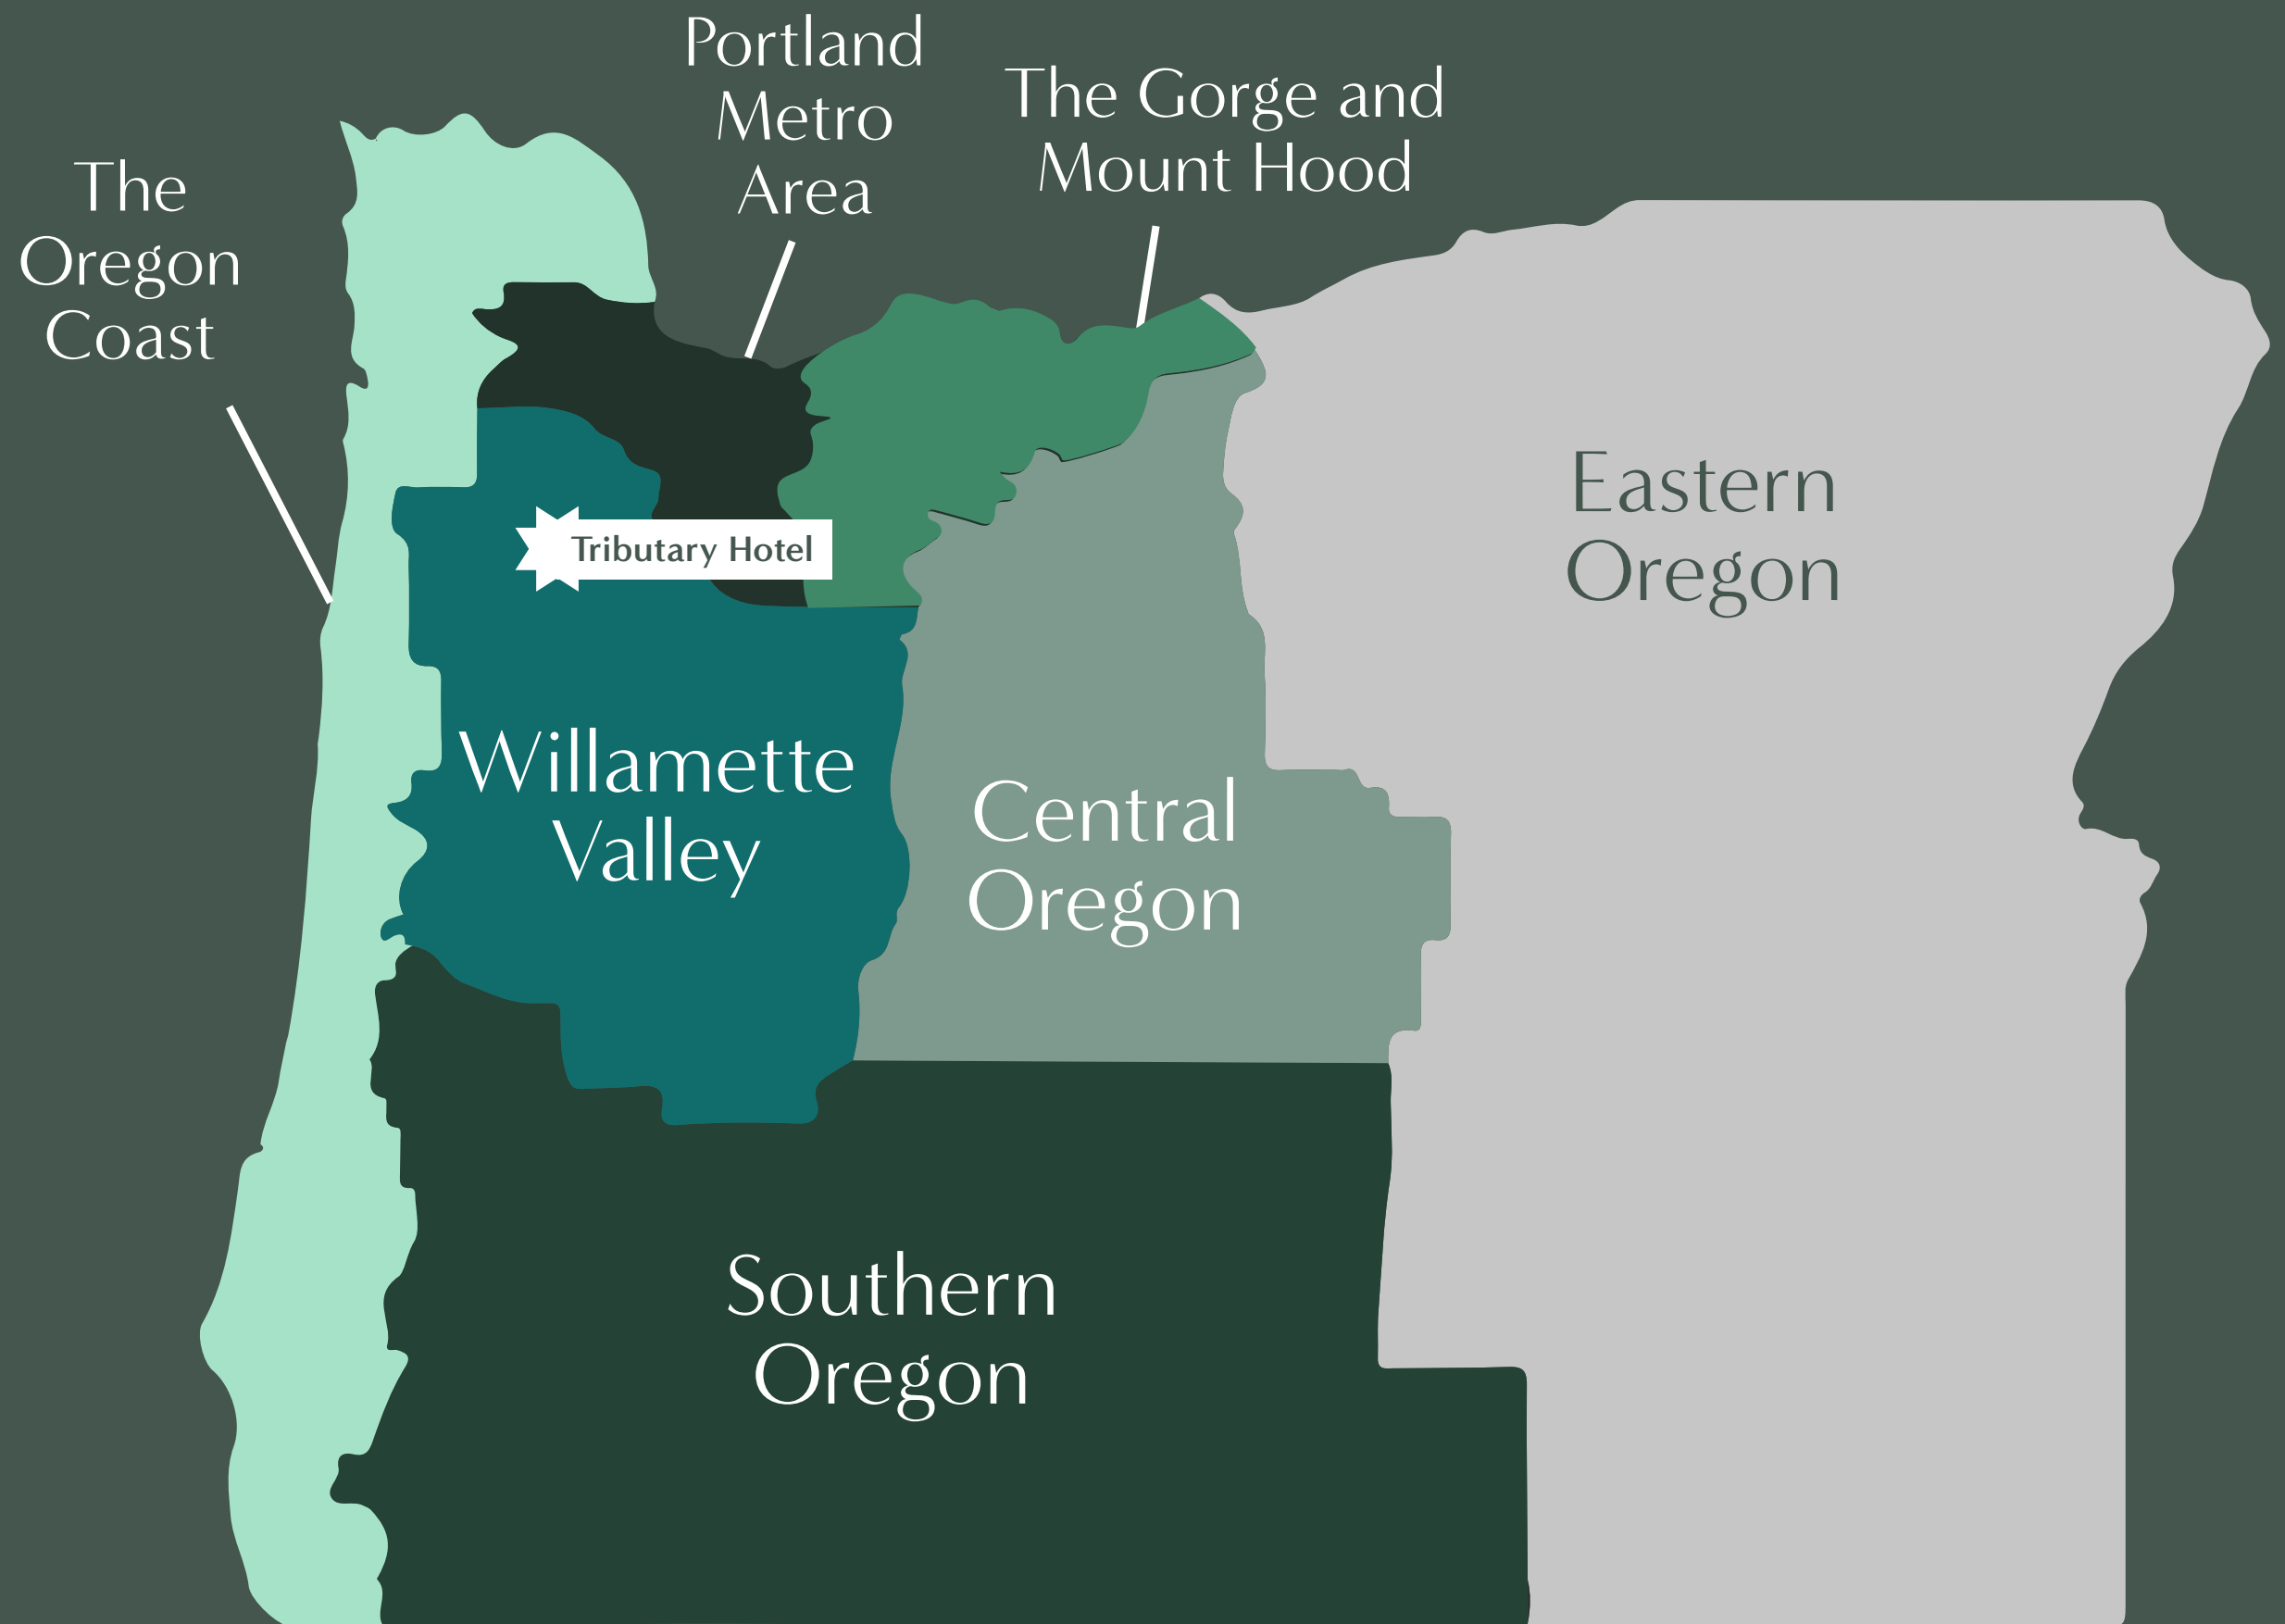 Portland
Metro
Area
The Gorge and
Mount Hood
The
Oregon
Coast
Eastern
Oregon
Tributary Hotel
Willamette
Valley
Central
Oregon
Southern
Oregon